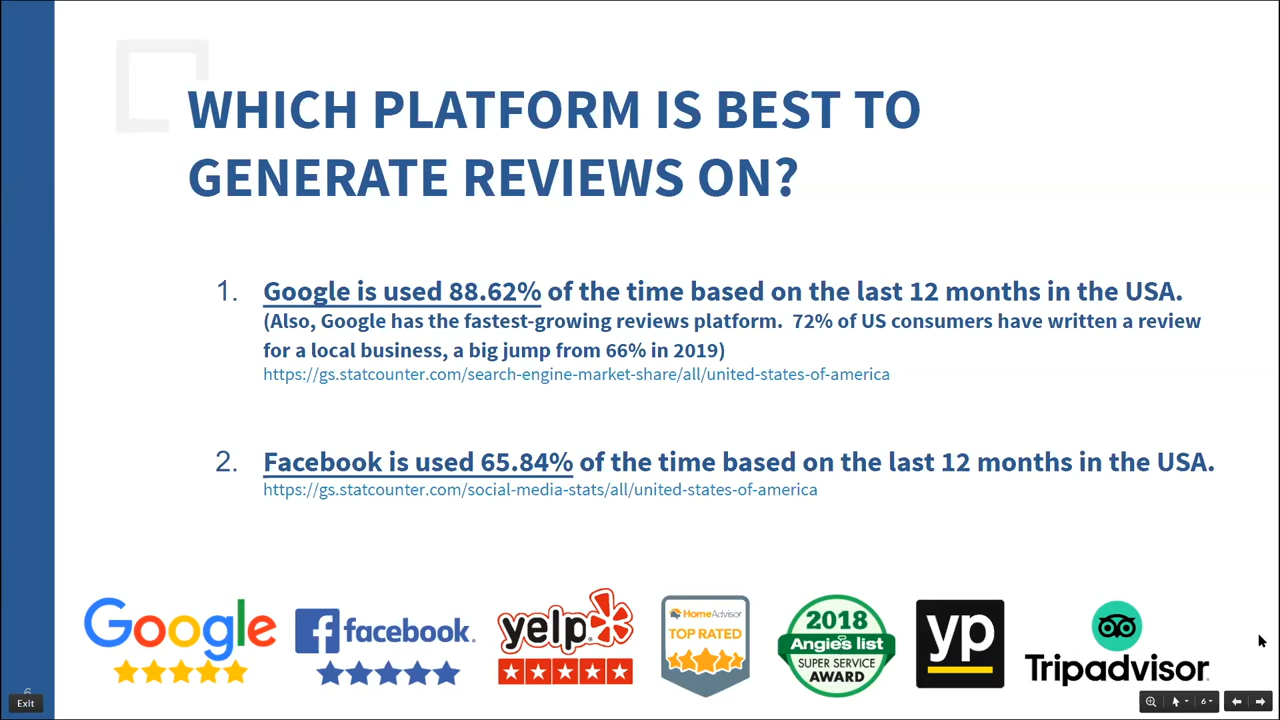 WHICH PLATFORM IS BEST TO
GENERATE REVIEWS ON?
1. Google is used 88.62% of the time based on the last 12 months in the USA.
(Also, Google has the fastest-growing reviews platform. 72% of US consumers have written a review
for a local business, a big jump from 66% in 2019)
https://gs.statcounter.com/search-engine-market-share/all/united-states-of-america
2. Facebook is used 65.84% of the time based on the last 12 months in the USA.
https://gs.statcounter.com/social-media-stats/all/united-states-of-america
Google
facebook.
yelp
HomeAdvisor
TOP RATED
2018
Angie's list
SUPER SERVICE
AWARD
yp
Tripadvisor
6
Exit
6